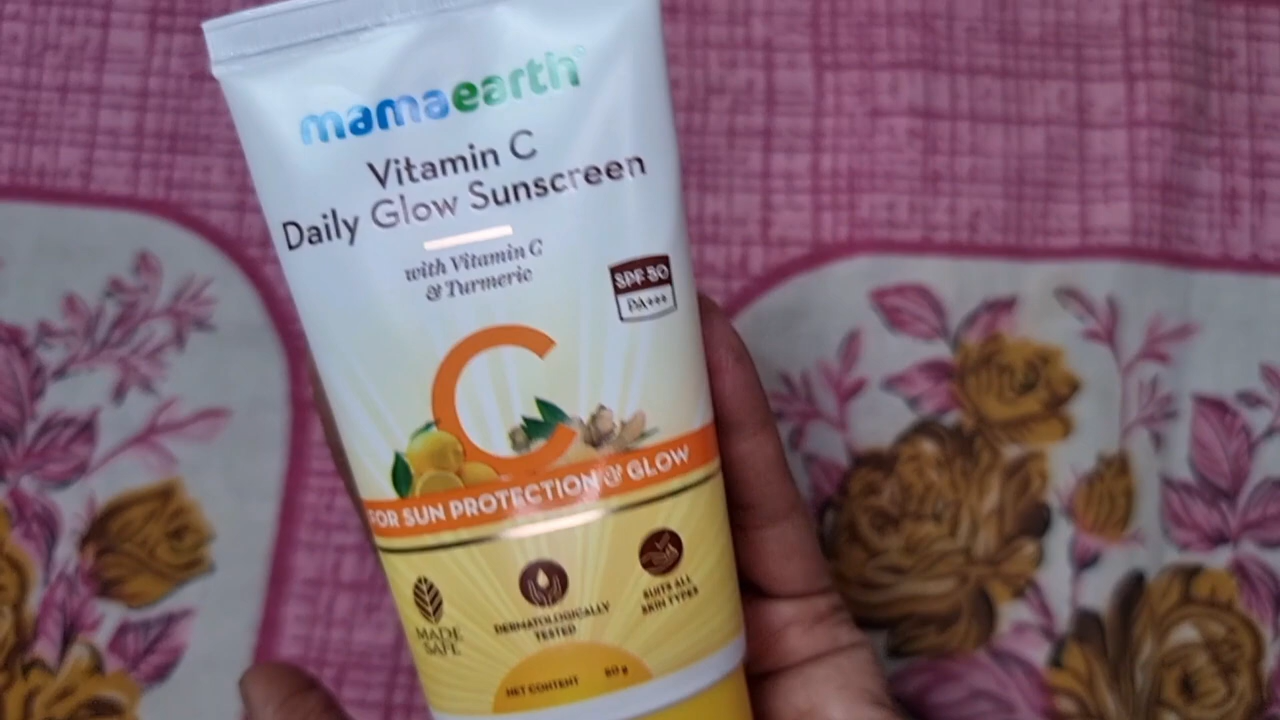 mamaearth
Vitamin C
Daily Glow Sunscreen
with Vitamin C
& Turmeric
SPF 50
PA+++
C
FOR SUN PROTECTION & GLOW
MADE
SAFE
DERMATOLOGICALLY
TESTED
SUITS ALL
SKIN TYPES
NET CONTENT